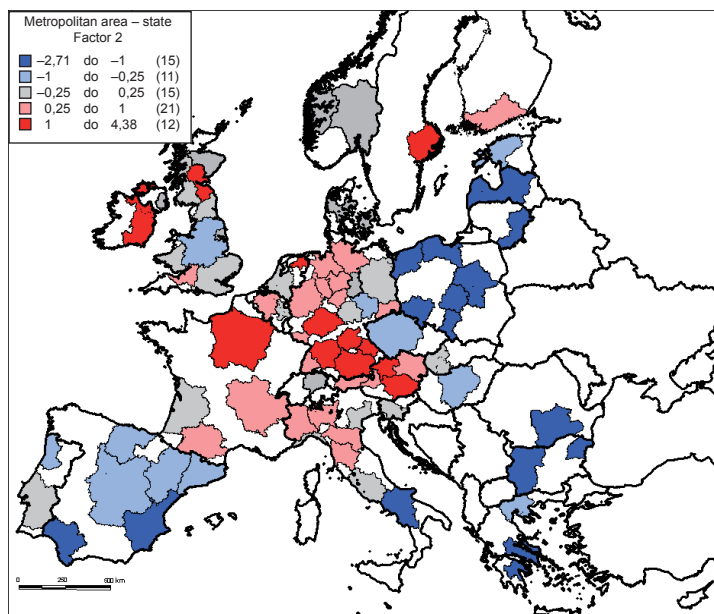 Metropolitan area – state
Factor 2
–2,71 do –1 (15)
–1 do –0,25 (11)
–0,25 do 0,25 (15)
0,25 do 1 (21)
1 do 4,38 (12)
0 250 500 km